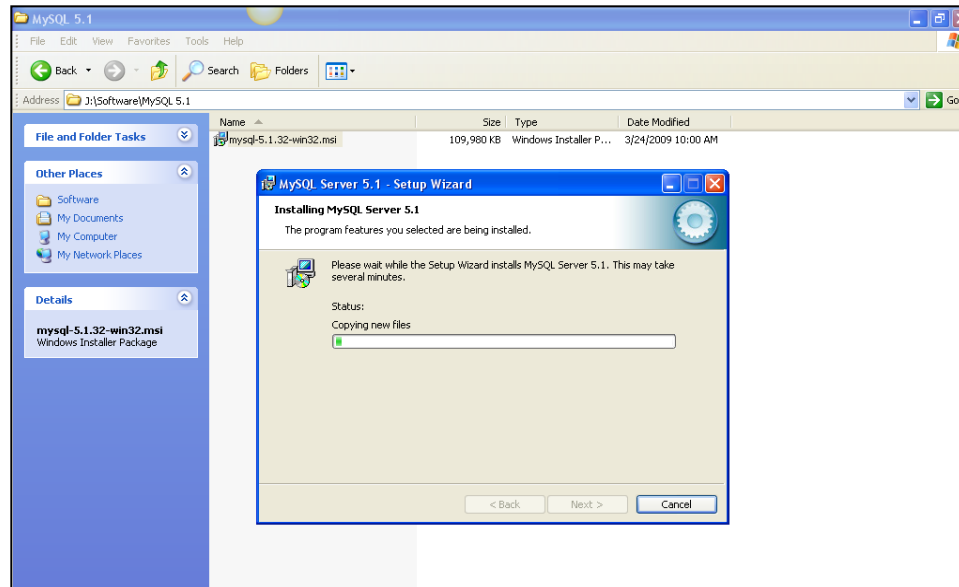 MySQL 5.1
File Edit View Favorites Tools Help
Back Search Folders
Address J:\Software\MySQL 5.1 Go
Name Size Type Date Modified
mysql-5.1.32-win32.msi 109,980 KB Windows Installer P... 3/24/2009 10:00 AM
File and Folder Tasks
Other Places
Software
My Documents
My Computer
My Network Places
Details
mysql-5.1.32-win32.msi
Windows Installer Package
MySQL Server 5.1 - Setup Wizard
Installing MySQL Server 5.1
The program features you selected are being installed.
Please wait while the Setup Wizard installs MySQL Server 5.1. This may take
several minutes.
Status:
Copying new files
< Back Next > Cancel